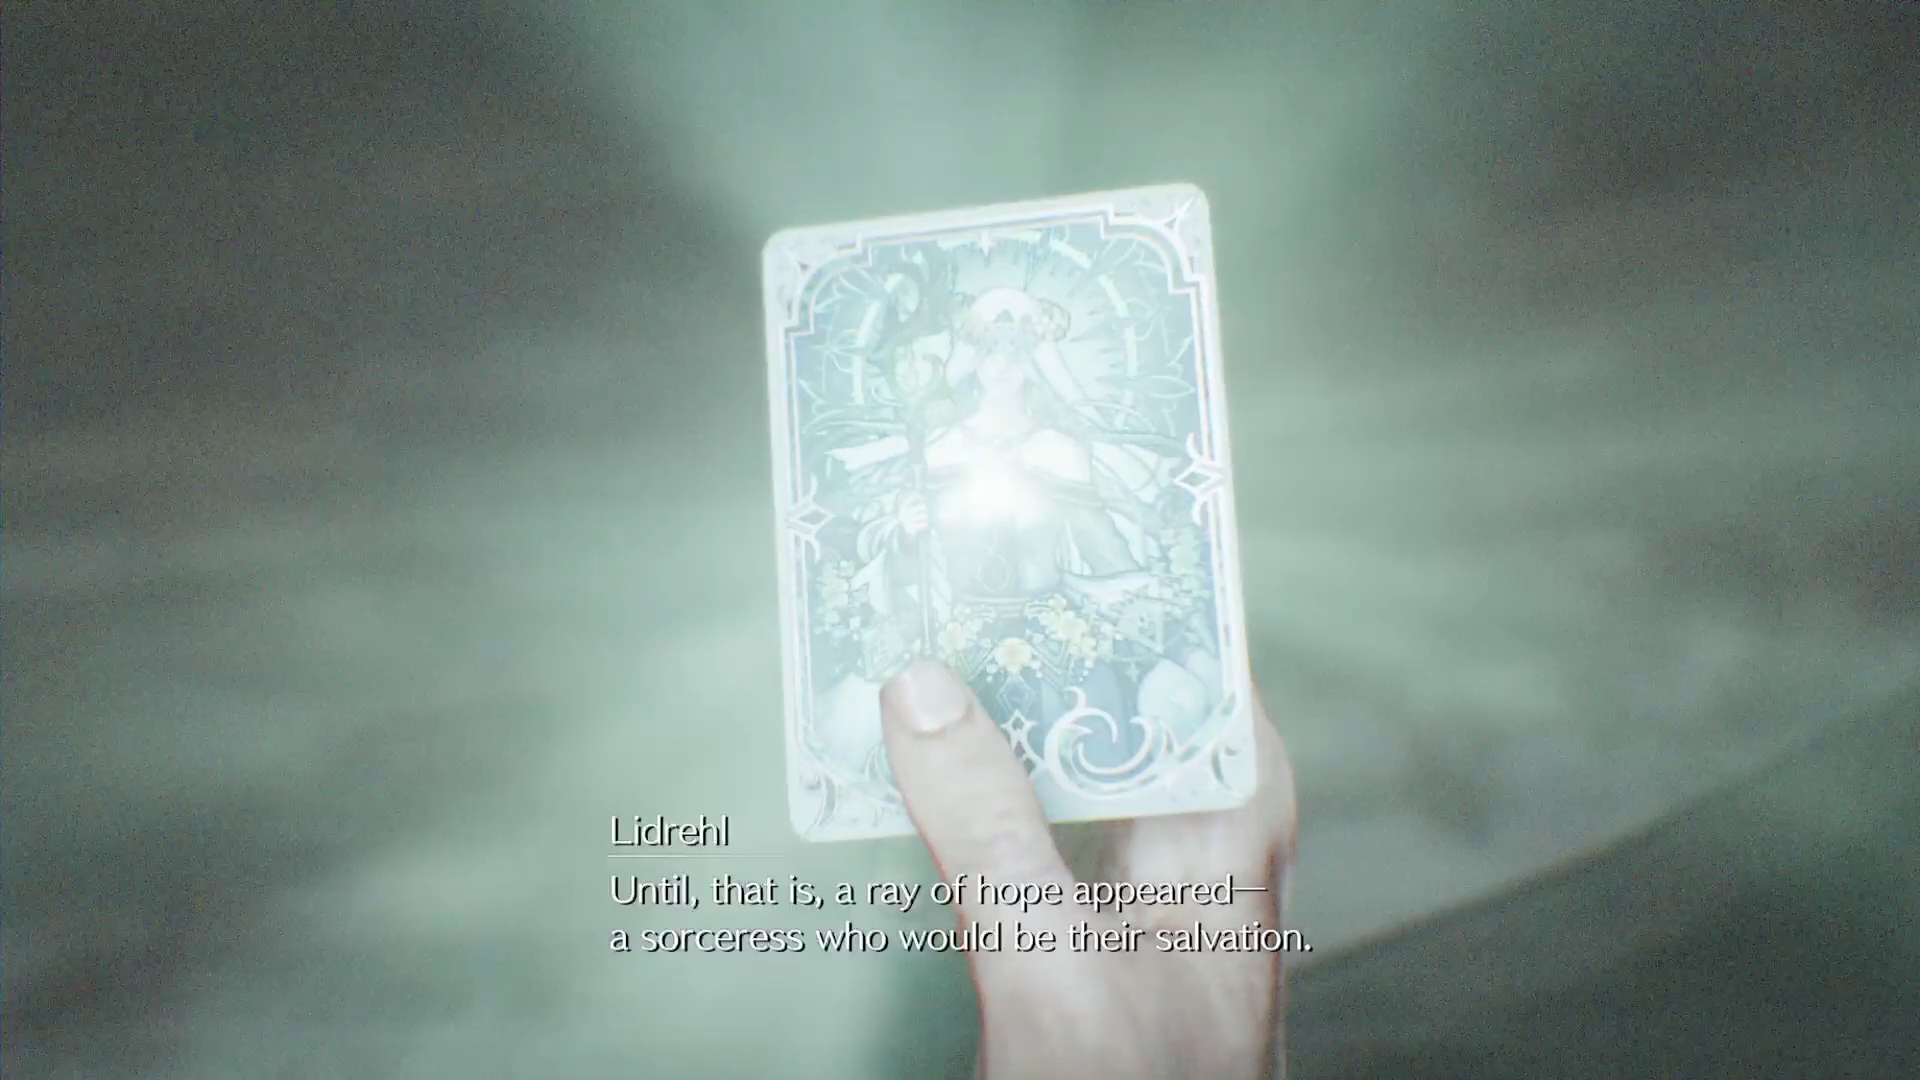 Lidrehl
Until, that is, a ray of hope appeared—
a sorceress who would be their salvation.